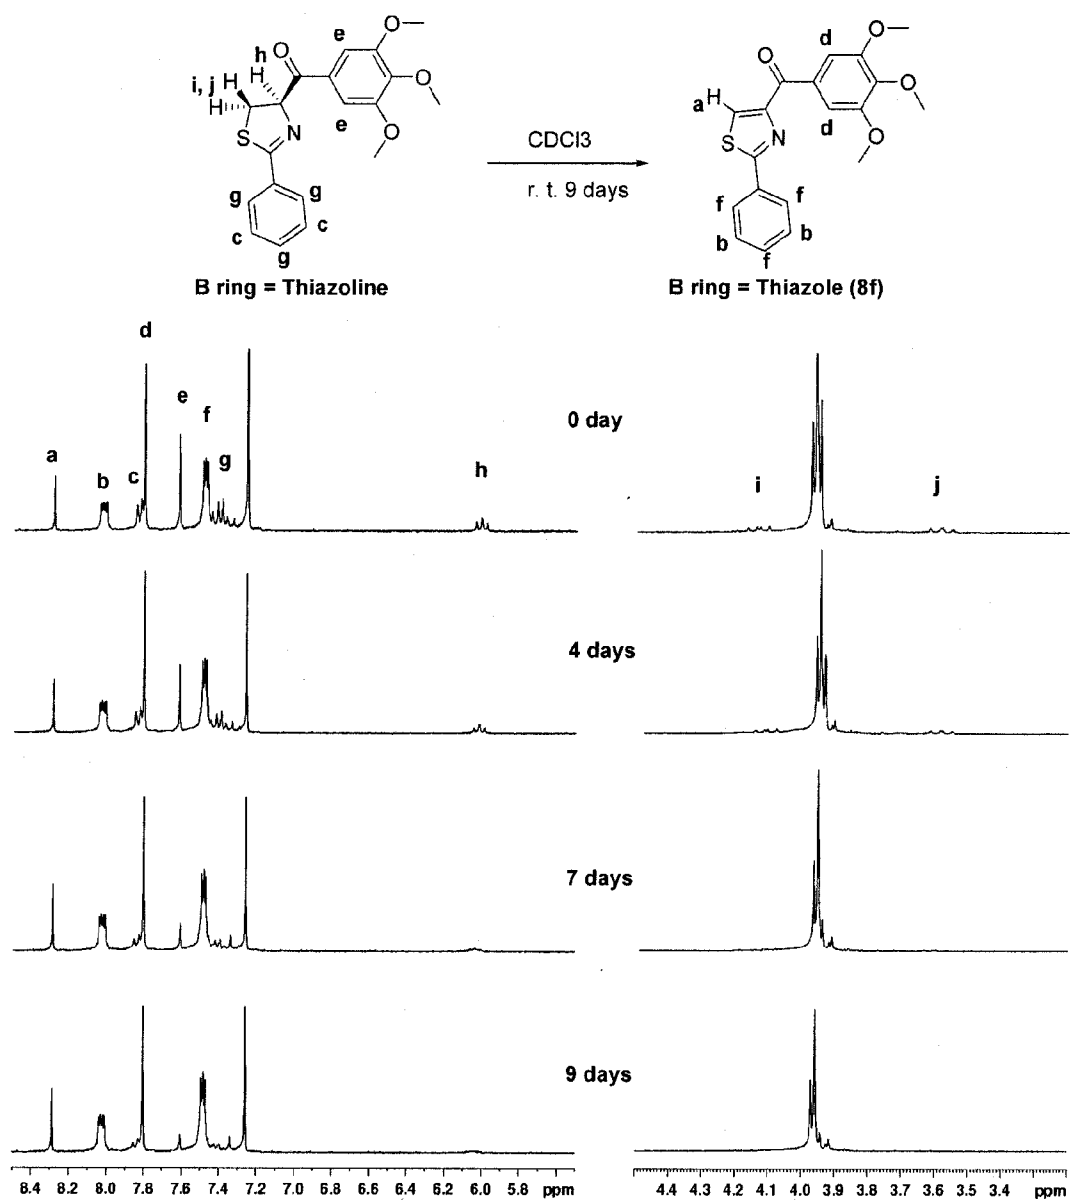 O
e
O
h
O
H
i, j
H
H
O
S
N
e
O
g
g
c
c
g
B ring = Thiazoline
CDCl3
r. t. 9 days
O
d
O
H
a
O
S
N
d
O
f
f
b
b
f
B ring = Thiazole (8f)
d
e
f
a
b
c
g
h
i
j
0 day
4 days
7 days
9 days
8.4 8.2 8.0 7.8 7.6 7.4 7.2 7.0 6.8 6.6 6.4 6.2 6.0 5.8 ppm
4.4 4.2 4.1 4.0 3.9 3.8 3.7 3.6 3.5 3.4 ppm